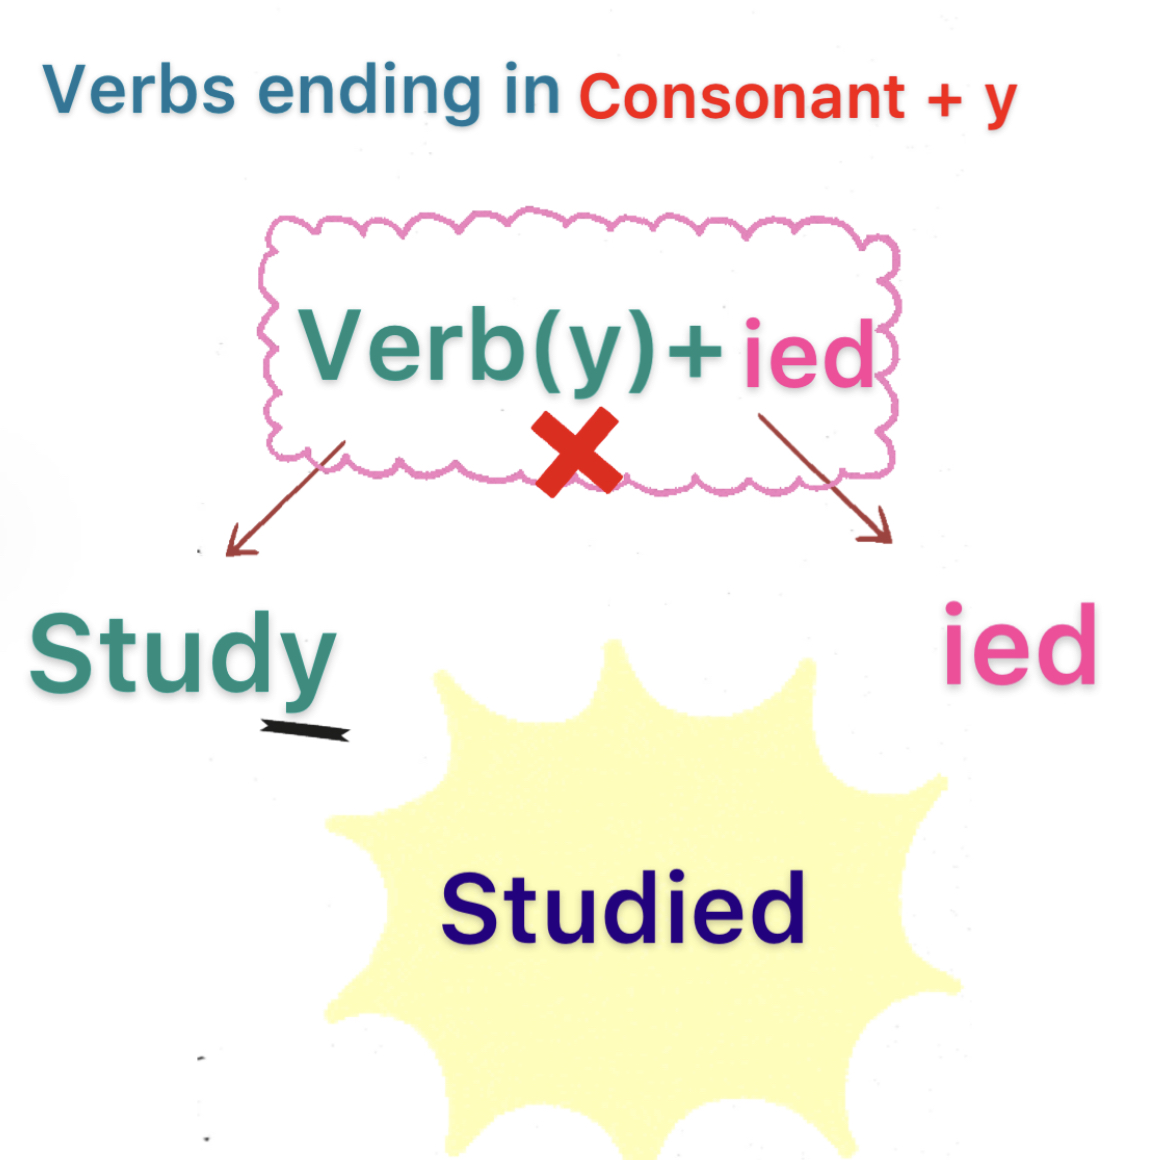 Verbs ending in Consonant + y
Verb(y)+ ied
Study ied
Studied